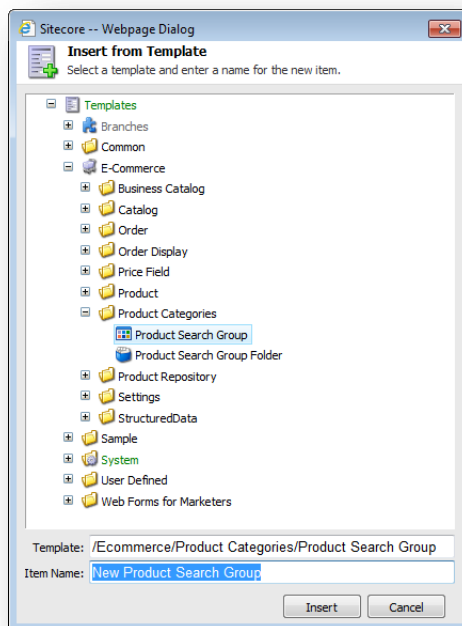 Sitecore -- Webpage Dialog
Insert from Template
Select a template and enter a name for the new item.
Templates
Branches
Common
E-Commerce
Business Catalog
Catalog
Order
Order Display
Price Field
Product
Product Categories
Product Search Group
Product Search Group Folder
Product Repository
Settings
StructuredData
Sample
System
User Defined
Web Forms for Marketers
Template: /Ecommerce/Product Categories/Product Search Group
Item Name: New Product Search Group
Insert Cancel